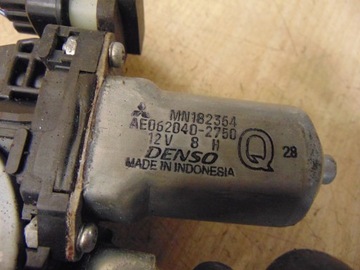 MN182354
AE062040-2750
12V 8 H
DENSO
MADE IN INDONESIA
Q
28